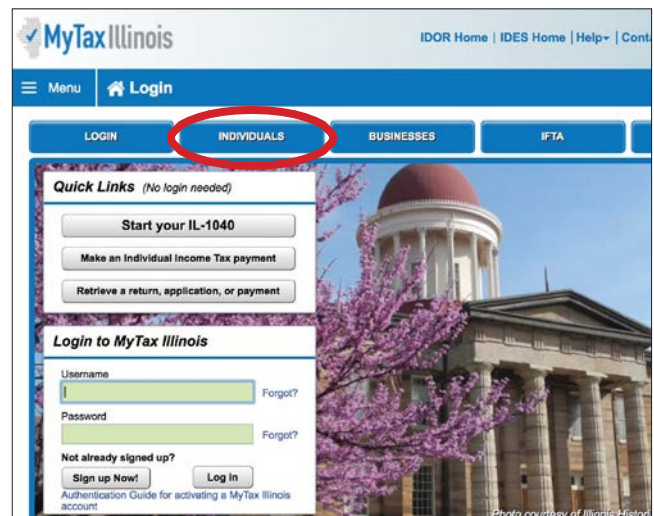 MyTax Illinois
IDOR Home | IDES Home | Help | 
Menu Login
LOGIN INDIVIDUALS BUSINESSES IFTA
Quick Links (No login needed)
Start your IL-1040
Make an Individual Income Tax payment
Retrieve a return, application, or payment
Login to MyTax Illinois
Username
Forgot?
Password
Forgot?
Not already signed up?
Sign up Now! Log in
Authentication Guide for activating a MyTax Illinois
account
Photo courtesy of Illinois